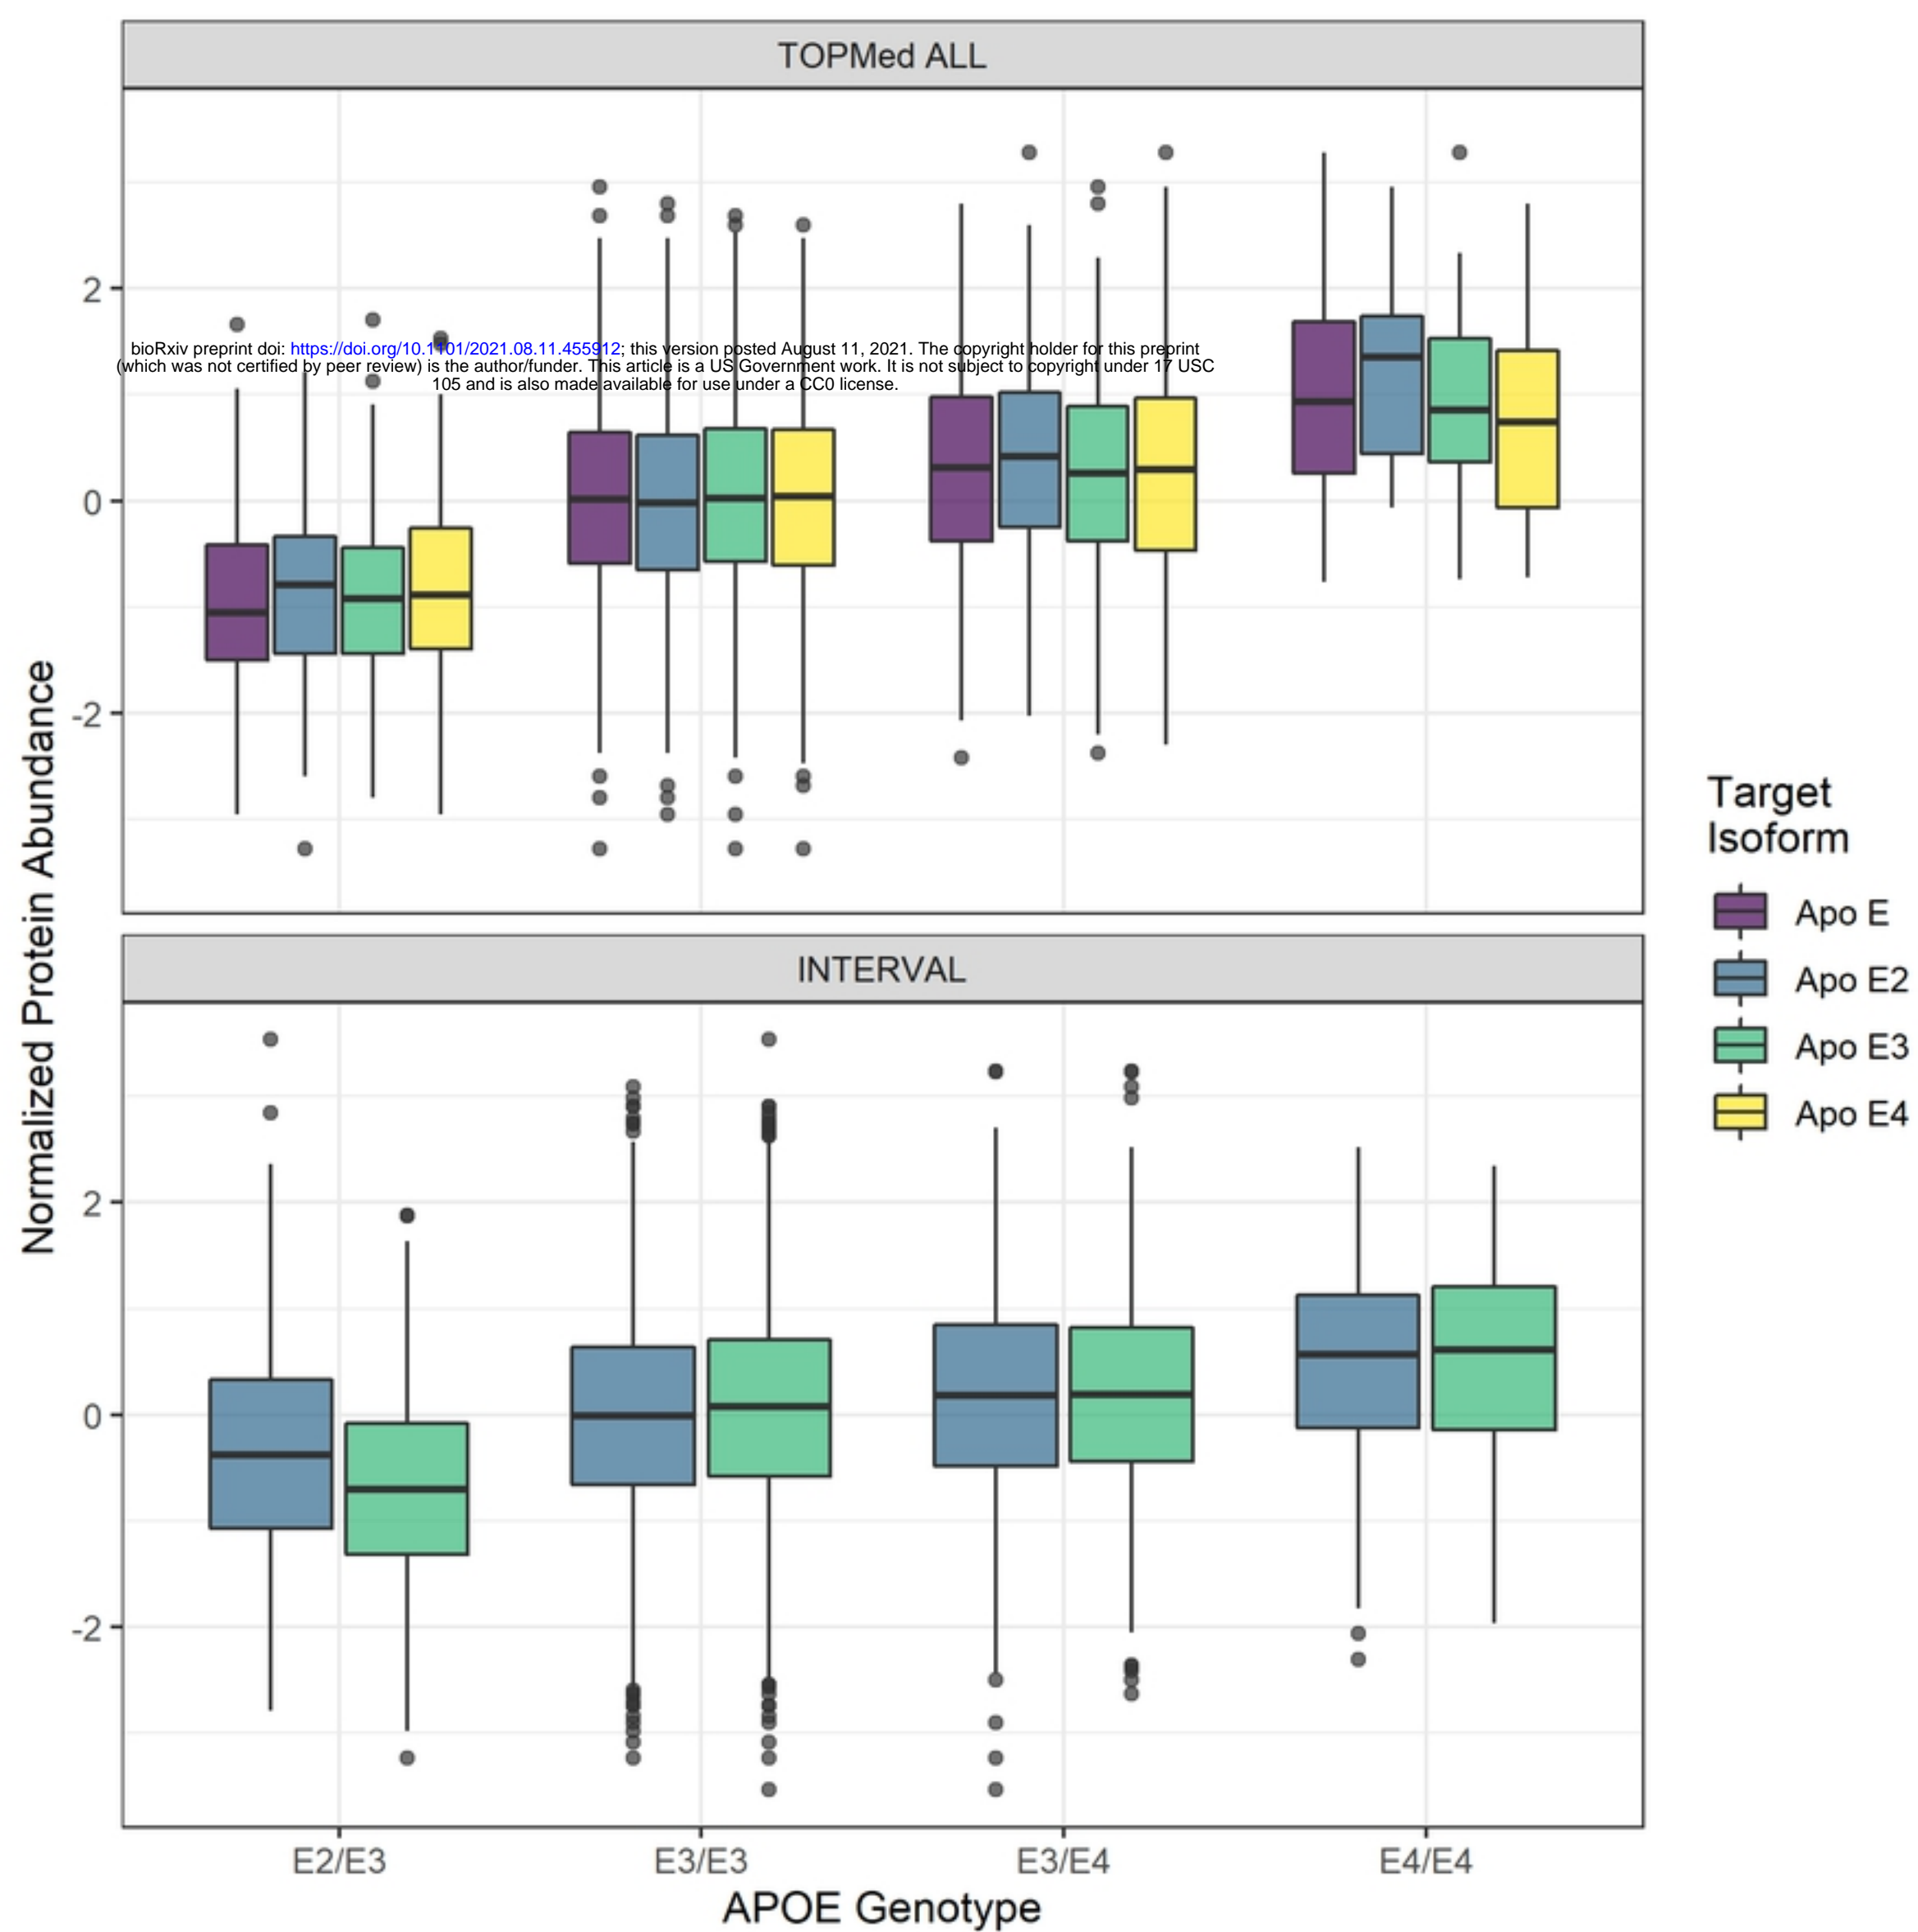 TOPMed ALL
2
0
-2
bioRxiv preprint doi: https://doi.org/10.1101/2021.08.11.455912; this version posted August 11, 2021. The copyright holder for this preprint
(which was not certified by peer review) is the author/funder. This article is a US Government work. It is not subject to copyright under 17 USC
105 and is also made available for use under a CC0 license.
Normalized Protein Abundance
INTERVAL
2
0
-2
E2/E3
E3/E3
E3/E4
E4/E4
APOE Genotype
Target
Isoform
Apo E
Apo E2
Apo E3
Apo E4